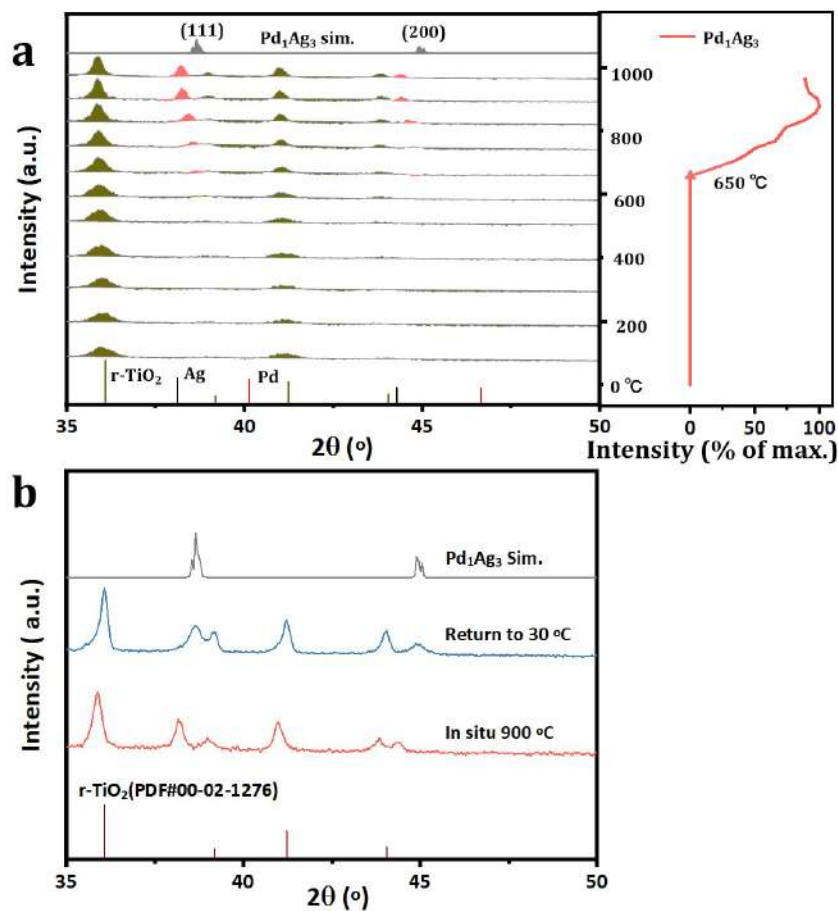 a
Intensity (a.u.)
(111)
Pd₁Ag₃ sim.
(200)
r-TiO₂
Ag
Pd
35
40
45
50
2θ (º)
Pd₁Ag₃
1000
800
600
400
200
0 ℃
650 ℃
0
50
100
Intensity (% of max.)
b
Intensity ( a.u.)
Pd₁Ag₃ Sim.
Return to 30 ºC
In situ 900 ºC
r-TiO₂(PDF#00-02-1276)
35
40
45
50
2θ (º)